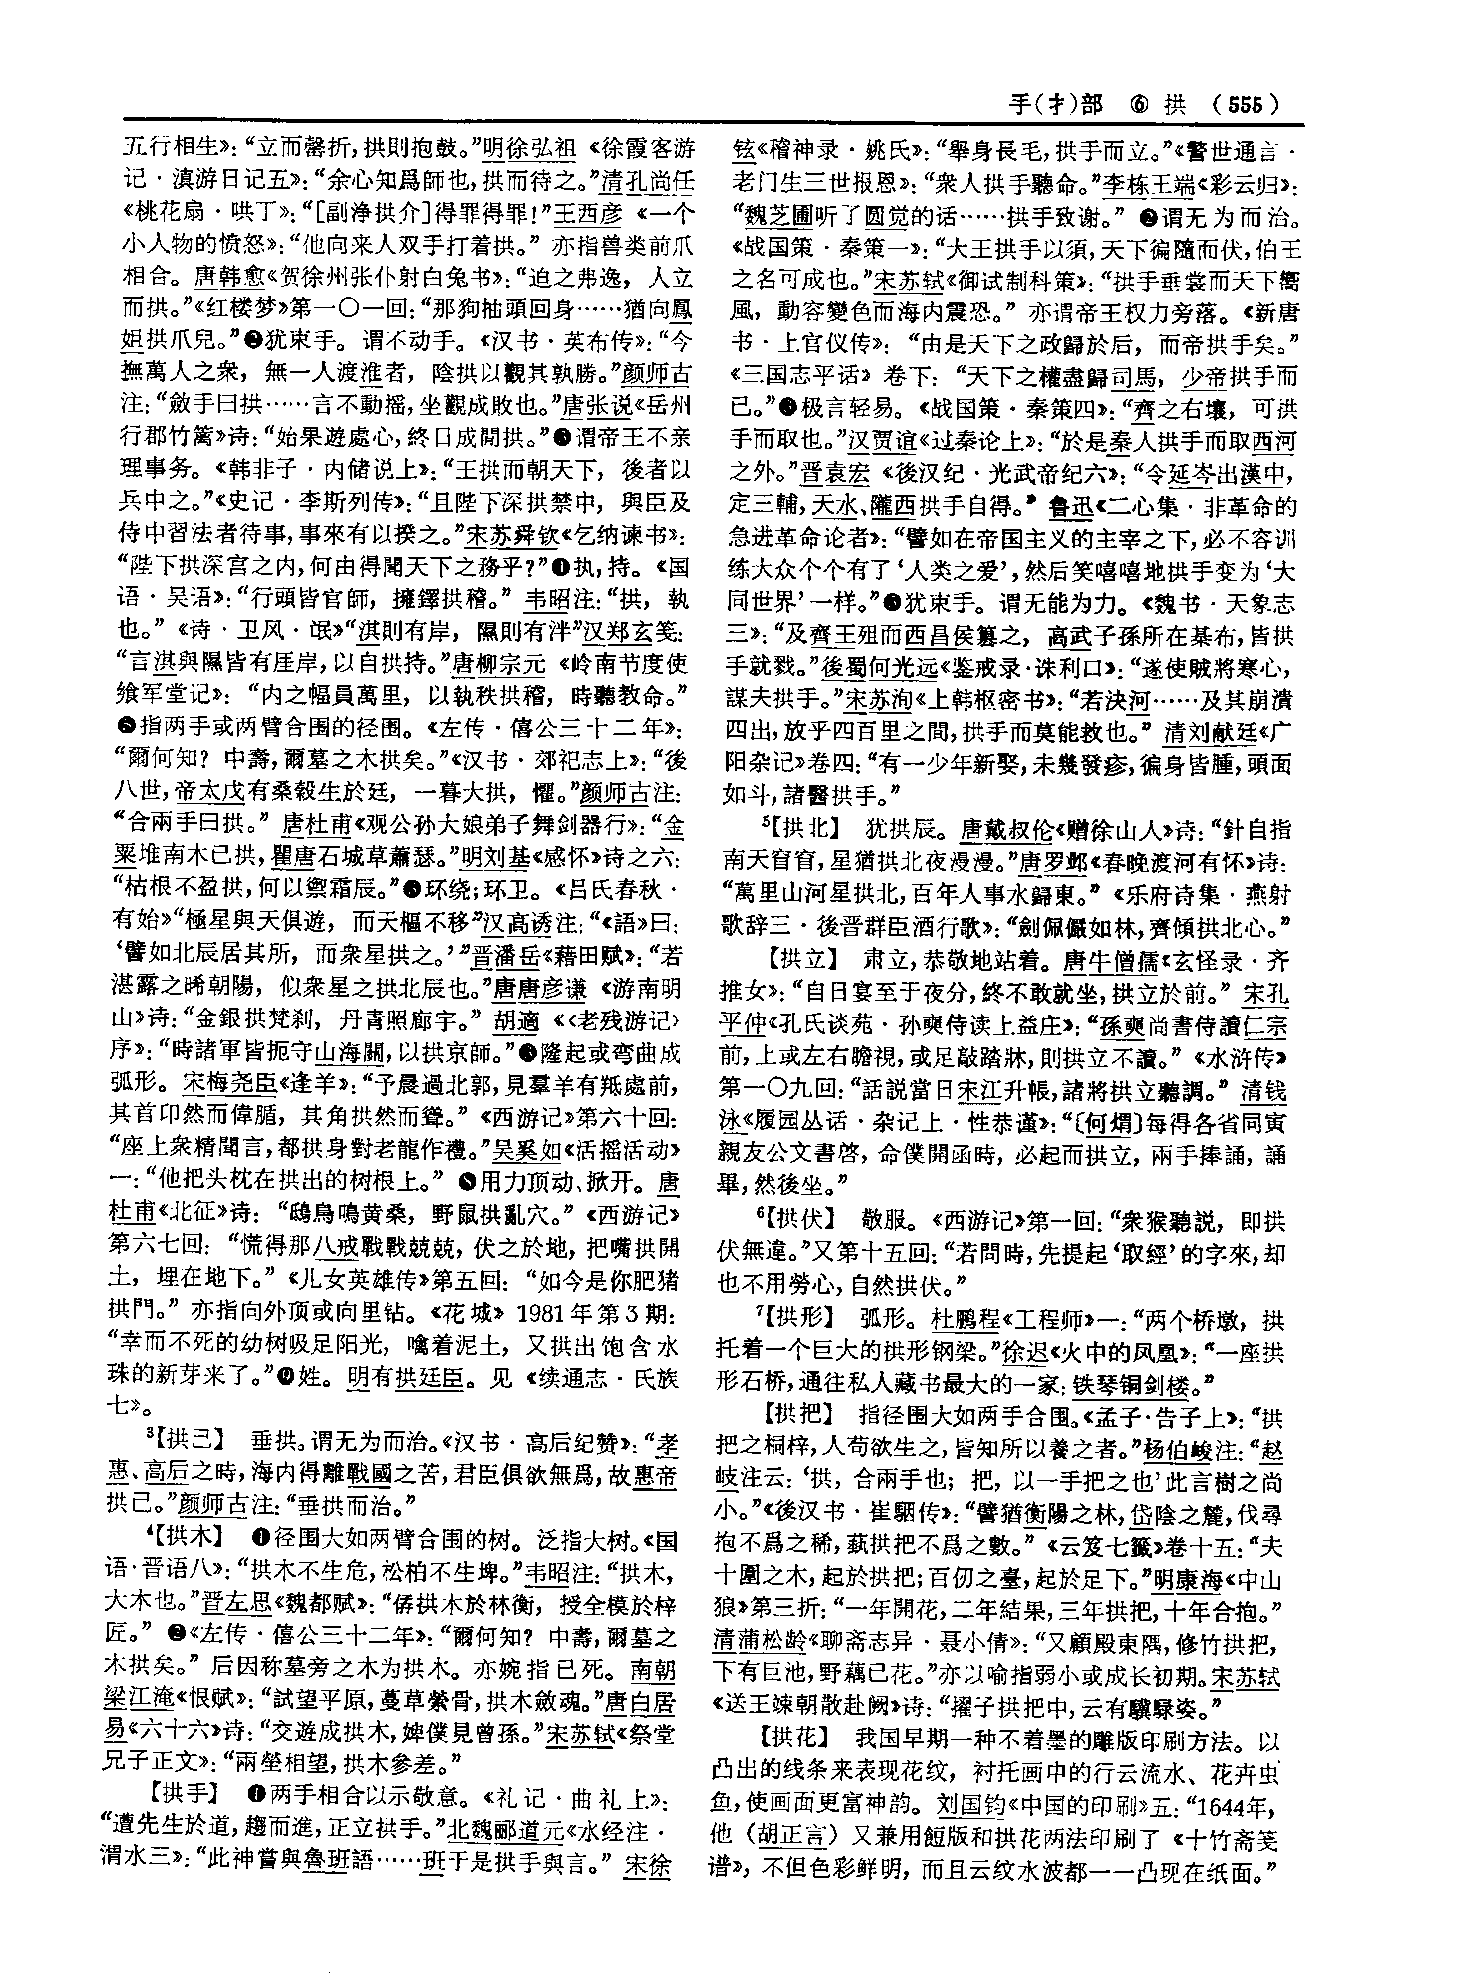 手(扌)部 ⑥ 拱 (555)
五行相生》：“立而罄折，拱則抱鼓。”明徐弘祖《徐霞客游
记·滇游日记五》：“余心知爲師也，拱而待之。”清孔尚任
《桃花扇·哄丁》：“[副净拱介]得罪得罪！”王西彦《一个
小人物的愤怒》：“他向来人双手打着拱。” 亦指兽类前爪
相合。唐韩愈《贺徐州张仆射白兔书》：“迫之弗逸，人立
而拱。”《红楼梦》第一〇一回：“那狗抽頭回身……猶向鳳
姐拱爪兒。”❷犹束手。谓不动手。《汉书·英布传》：“今
撫萬人之衆，無一人渡淮者，陰拱以觀其孰勝。”颜师古
注：“斂手曰拱……言不動摇，坐觀成敗也。”唐张说《岳州
行郡竹篱》诗：“始果遊處心，終日成閒拱。”❸谓帝王不亲
理事务。《韩非子·内储说上》：“王拱而朝天下，後者以
兵中之。”《史记·李斯列传》：“且陛下深拱禁中，與臣及
侍中習法者待事，事來有以揆之。”宋苏舜钦《乞纳谏书》：
“陛下拱深宫之内，何由得聞天下之務乎？”❹执，持。《国
语·吴语》：“行頭皆官師，擁鐸拱稽。” 韦昭注：“拱，執
也。”《诗·卫风·氓》“淇則有岸，隰則有泮”汉郑玄笺：
“言淇與隰皆有厓岸，以自拱持。”唐柳宗元《岭南节度使
飨军堂记》：“内之幅員萬里，以執秩拱稽，時聽教命。”
❺指两手或两臂合围的径围。《左传·僖公三十二年》：
“爾何知？中壽，爾墓之木拱矣。”《汉书·郊祀志上》：“後
八世，帝太戊有桑榖生於廷，一暮大拱，懼。”颜师古注：
“合兩手曰拱。” 唐杜甫《观公孙大娘弟子舞剑器行》：“金
粟堆南木已拱，瞿唐石城草蕭瑟。”明刘基《感怀》诗之六：
“枯根不盈拱，何以禦霜辰。”❻环绕；环卫。《吕氏春秋·
有始》“極星與天俱遊，而天樞不移”汉高诱注：“《語》曰：
‘譬如北辰居其所，而衆星拱之。’”晋潘岳《藉田赋》：“若
湛露之晞朝陽，似衆星之拱北辰也。”唐唐彦谦《游南明
山》诗：“金銀拱梵刹，丹青照廊宇。” 胡適《〈老残游记〉
序》：“時諸軍皆扼守山海關，以拱京師。”❼隆起或弯曲成
弧形。宋梅尧臣《逢羊》：“予晨過北郭，見羣羊有羝處前，
其首卬然而偉腯，其角拱然而聳。”《西游记》第六十回：
“座上衆精聞言，都拱身對老龍作禮。”吴奚如《活摇活动》
一：“他把头枕在拱出的树根上。” ❽用力顶动、掀开。唐
杜甫《北征》诗：“鴟鳥鳴黄桑，野鼠拱亂穴。”《西游记》
第六七回：“慌得那八戒戰戰兢兢，伏之於地，把嘴拱開
土，埋在地下。”《儿女英雄传》第五回：“如今是你肥猪
拱門。” 亦指向外顶或向里钻。《花城》1981年第3期：
“幸而不死的幼树吸足阳光，噙着泥土，又拱出饱含水
珠的新芽来了。”❾姓。明有拱廷臣。见《续通志·氏族
七》。
³【拱己】 垂拱。谓无为而治。《汉书·高后纪赞》：“孝
惠、高后之時，海内得離戰國之苦，君臣俱欲無爲，故惠帝
拱己。”颜师古注：“垂拱而治。”
⁴【拱木】 ❶径围大如两臂合围的树。泛指大树。《国
语·晋语八》：“拱木不生危，松柏不生埤。”韦昭注：“拱木，
大木也。”晋左思《魏都赋》：“傏拱木於林衡，授全模於梓
匠。” ❷《左传·僖公三十二年》：“爾何知？中壽，爾墓之
木拱矣。” 后因称墓旁之木为拱木。亦婉指已死。南朝
梁江淹《恨赋》：“試望平原，蔓草縈骨，拱木斂魂。”唐白居
易《六十六》诗：“交遊成拱木，婢僕見曾孫。”宋苏轼《祭堂
兄子正文》：“兩塋相望，拱木參差。”
【拱手】 ❶两手相合以示敬意。《礼记·曲礼上》：
“遭先生於道，趨而進，正立拱手。”北魏郦道元《水经注·
渭水三》：“此神嘗與魯班語……班于是拱手與言。” 宋徐
铉《稽神录·姚氏》：“舉身長毛，拱手而立。”《警世通言·
老门生三世报恩》：“衆人拱手聽命。”李栋王端《彩云归》：
“魏芝圃听了圆觉的话……拱手致谢。” ❷谓无为而治。
《战国策·秦策一》：“大王拱手以須，天下徧隨而伏，伯王
之名可成也。”宋苏轼《御试制科策》：“拱手垂裳而天下嚮
風，動容變色而海内震恐。” 亦谓帝王权力旁落。《新唐
书·上官仪传》：“由是天下之政歸於后，而帝拱手矣。”
《三国志平话》卷下：“天下之權盡歸司馬，少帝拱手而
已。”❸极言轻易。《战国策·秦策四》：“齊之右壤，可拱
手而取也。”汉贾谊《过秦论上》：“於是秦人拱手而取西河
之外。”晋袁宏《後汉纪·光武帝纪六》：“令延岑出漢中，
定三輔，天水、隴西拱手自得。” 鲁迅《二心集·非革命的
急进革命论者》：“譬如在帝国主义的主宰之下，必不容训
练大众个个有了‘人类之爱’，然后笑嘻嘻地拱手变为‘大
同世界’一样。”❹犹束手。谓无能为力。《魏书·天象志
三》：“及齊王殂而西昌侯篡之，高武子孫所在棊布，皆拱
手就戮。”後蜀何光远《鉴戒录·诛利口》：“遂使賊將寒心，
謀夫拱手。”宋苏洵《上韩枢密书》：“若決河……及其崩潰
四出，放乎四百里之間，拱手而莫能救也。” 清刘献廷《广
阳杂记》卷四：“有一少年新娶，未幾發疹，徧身皆腫，頭面
如斗，諸醫拱手。”
⁵【拱北】 犹拱辰。唐戴叔伦《赠徐山人》诗：“針自指
南天窅窅，星猶拱北夜漫漫。”唐罗邺《春晚渡河有怀》诗：
“萬里山河星拱北，百年人事水歸東。”《乐府诗集·燕射
歌辞三·後晋群臣酒行歌》：“劍佩儼如林，齊傾拱北心。”
【拱立】 肃立，恭敬地站着。唐牛僧孺《玄怪录·齐
推女》：“自日宴至于夜分，終不敢就坐，拱立於前。” 宋孔
平仲《孔氏谈苑·孙奭侍读上益庄》：“孫奭尚書侍讀仁宗
前，上或左右瞻視，或足敲踏牀，則拱立不讀。”《水浒传》
第一〇九回：“話説當日宋江升帳，諸將拱立聽調。” 清钱
泳《履园丛话·杂记上·性恭谨》：“〔何焻〕每得各省同寅
親友公文書啓，命僕開函時，必起而拱立，兩手捧誦，誦
畢，然後坐。”
⁶【拱伏】 敬服。《西游记》第一回：“衆猴聽説，即拱
伏無違。”又第十五回：“若問時，先提起‘取經’的字來，却
也不用勞心，自然拱伏。”
⁷【拱形】 弧形。杜鹏程《工程师》一：“两个桥墩，拱
托着一个巨大的拱形钢梁。”徐迟《火中的凤凰》：“一座拱
形石桥，通往私人藏书最大的一家：铁琴铜剑楼。”
【拱把】 指径围大如两手合围。《孟子·告子上》：“拱
把之桐梓，人苟欲生之，皆知所以養之者。”杨伯峻注：“赵
岐注云：‘拱，合兩手也；把，以一手把之也’此言樹之尚
小。”《後汉书·崔駰传》：“譬猶衡陽之林，岱陰之麓，伐尋
抱不爲之稀，蓺拱把不爲之數。”《云笈七籤》卷十五：“夫
十圍之木，起於拱把；百仞之臺，起於足下。”明康海《中山
狼》第三折：“一年開花，二年結果，三年拱把，十年合抱。”
清蒲松龄《聊斋志异·聂小倩》：“又顧殿東隅，修竹拱把，
下有巨池，野藕已花。”亦以喻指弱小或成长初期。宋苏轼
《送王竦朝散赴阙》诗：“擢子拱把中，云有驥騄姿。”
【拱花】 我国早期一种不着墨的雕版印刷方法。以
凸出的线条来表现花纹，衬托画中的行云流水、花卉虫
鱼，使画面更富神韵。刘国钧《中国的印刷》五：“1644年，
他（胡正言）又兼用饾版和拱花两法印刷了《十竹斋笺
谱》，不但色彩鲜明，而且云纹水波都一一凸现在纸面。”